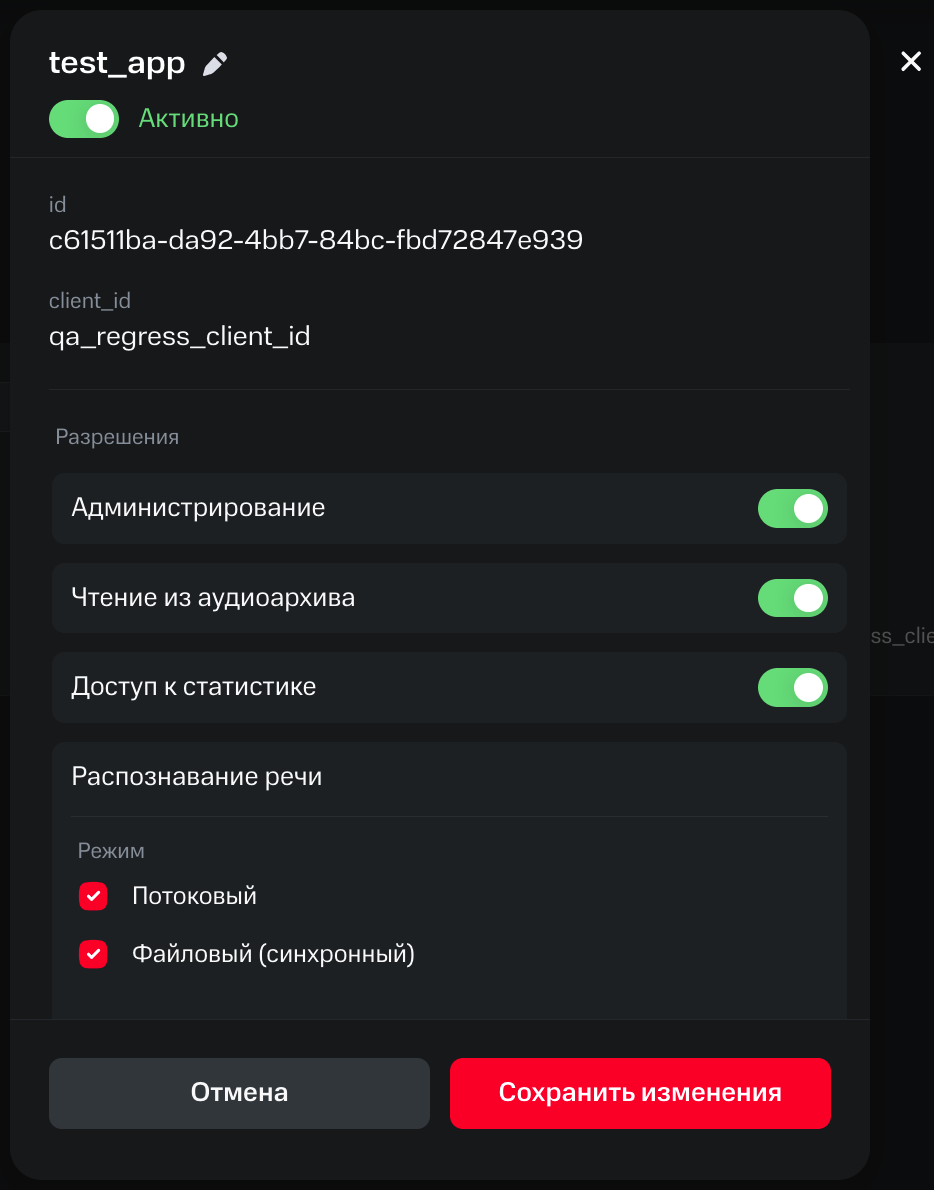 test_app
Активно
id
c61511ba-da92-4bb7-84bc-fbd72847e939
client_id
qa_regress_client_id
Разрешения
Администрирование
Чтение из аудиоархива
ss_clie
Доступ к статистике
Распознавание речи
Режим
Потоковый
Файловый (синхронный)
Отмена
Сохранить изменения